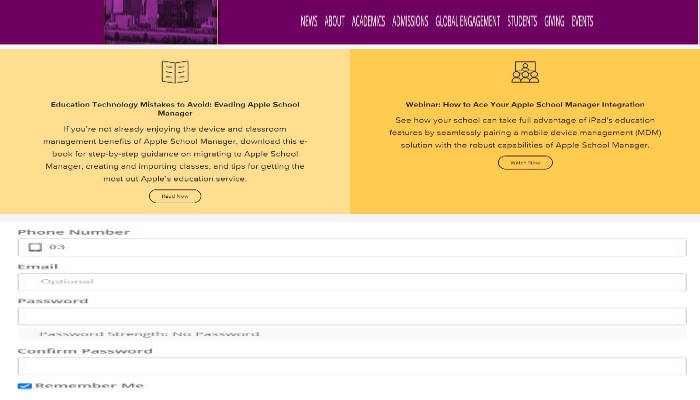 NEWS ABOUT ACADEMICS ADMISSIONS GLOBAL ENGAGEMENT STUDENTS GIVING EVENTS
Education Technology Mistakes to Avoid: Evading Apple School
Manager
If you're not already enjoying the device and classroom
management benefits of Apple School Manager, download this e-
book for step-by-step guidance on migrating to Apple School
Manager, creating and importing classes, and tips for getting the
most out Apple's education service.
Read Now
Webinar: How to Ace Your Apple School Manager Integration
See how your school can take full advantage of iPad's education
features by seamlessly pairing a mobile device management (MDM)
solution with the robust capabilities of Apple School Manager.
Watch Now
Phone Number
03-
Email
Optional
Password
Password Strength: No Password
Confirm Password
Remember Me